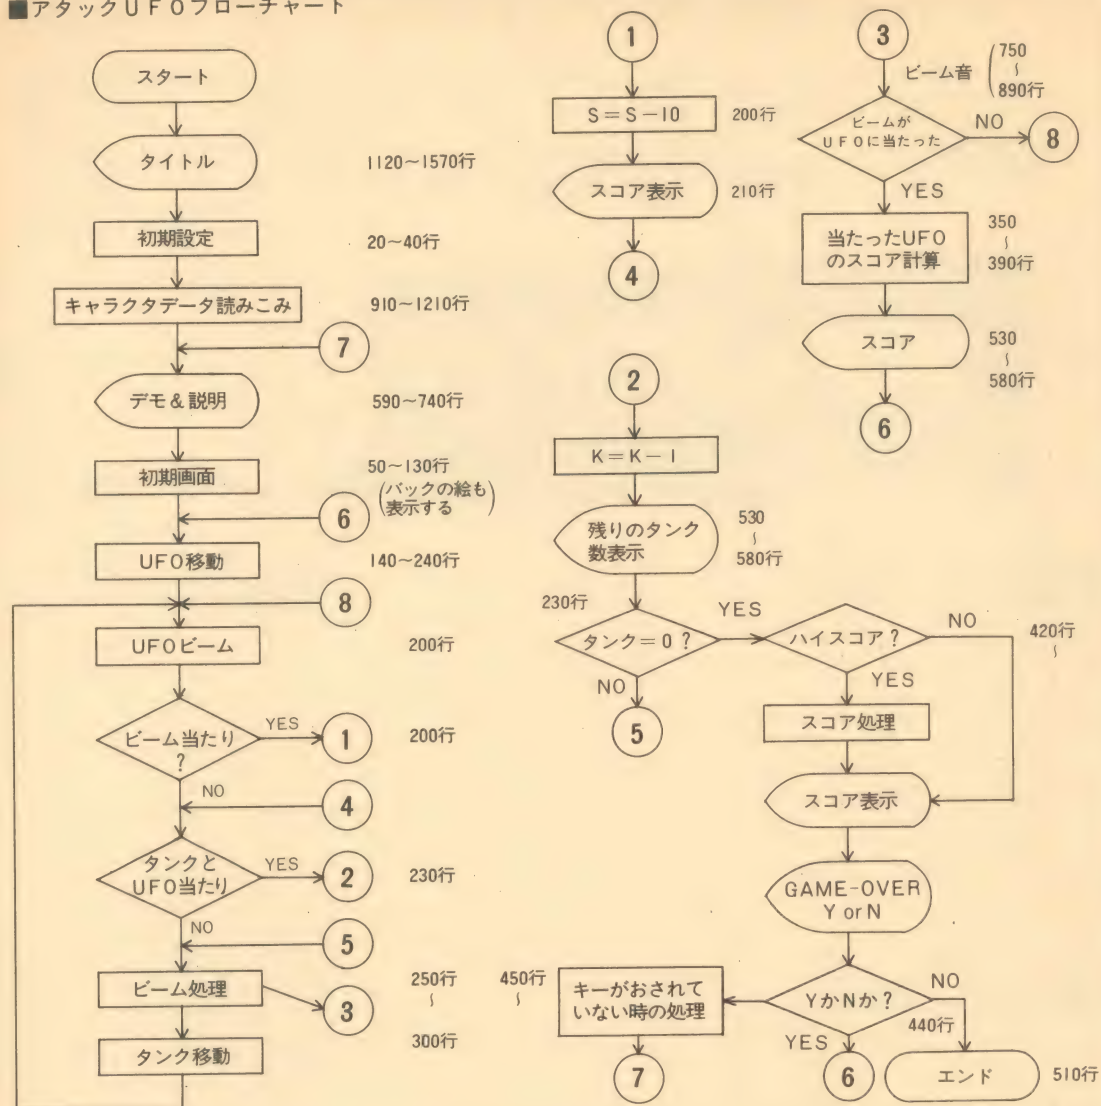 ■アタックUFOフローチャート
スタート
タイトル
1120~1570行
初期設定
20~40行
キャラクタデータ読みこみ
910~1210行
7
デモ&説明
590~740行
初期画面
50~130行
(バックの絵も
表示する)
6
UFO移動
140~240行
8
UFOビーム
200行
ビーム当たり
?
YES
1
200行
NO
4
タンクと
UFO当たり
YES
2
230行
NO
5
ビーム処理
250行
~
300行
3
タンク移動
1
S=S-10
200行
スコア表示
210行
4
2
K=K-1
残りのタンク
数表示
530
~
580行
230行
タンク=0?
YES
NO
5
ハイスコア?
NO
420行
~
YES
スコア処理
スコア表示
GAME-OVER
Y or N
YかNか?
NO
440行
YES
6
エンド
510行
450行
~
キーがおされて
いない時の処理
7
3
ビーム音
(750
~
890行
ビームが
UFOに当たった
NO
8
YES
当たったUFO
のスコア計算
350
~
390行
スコア
530
~
580行
6